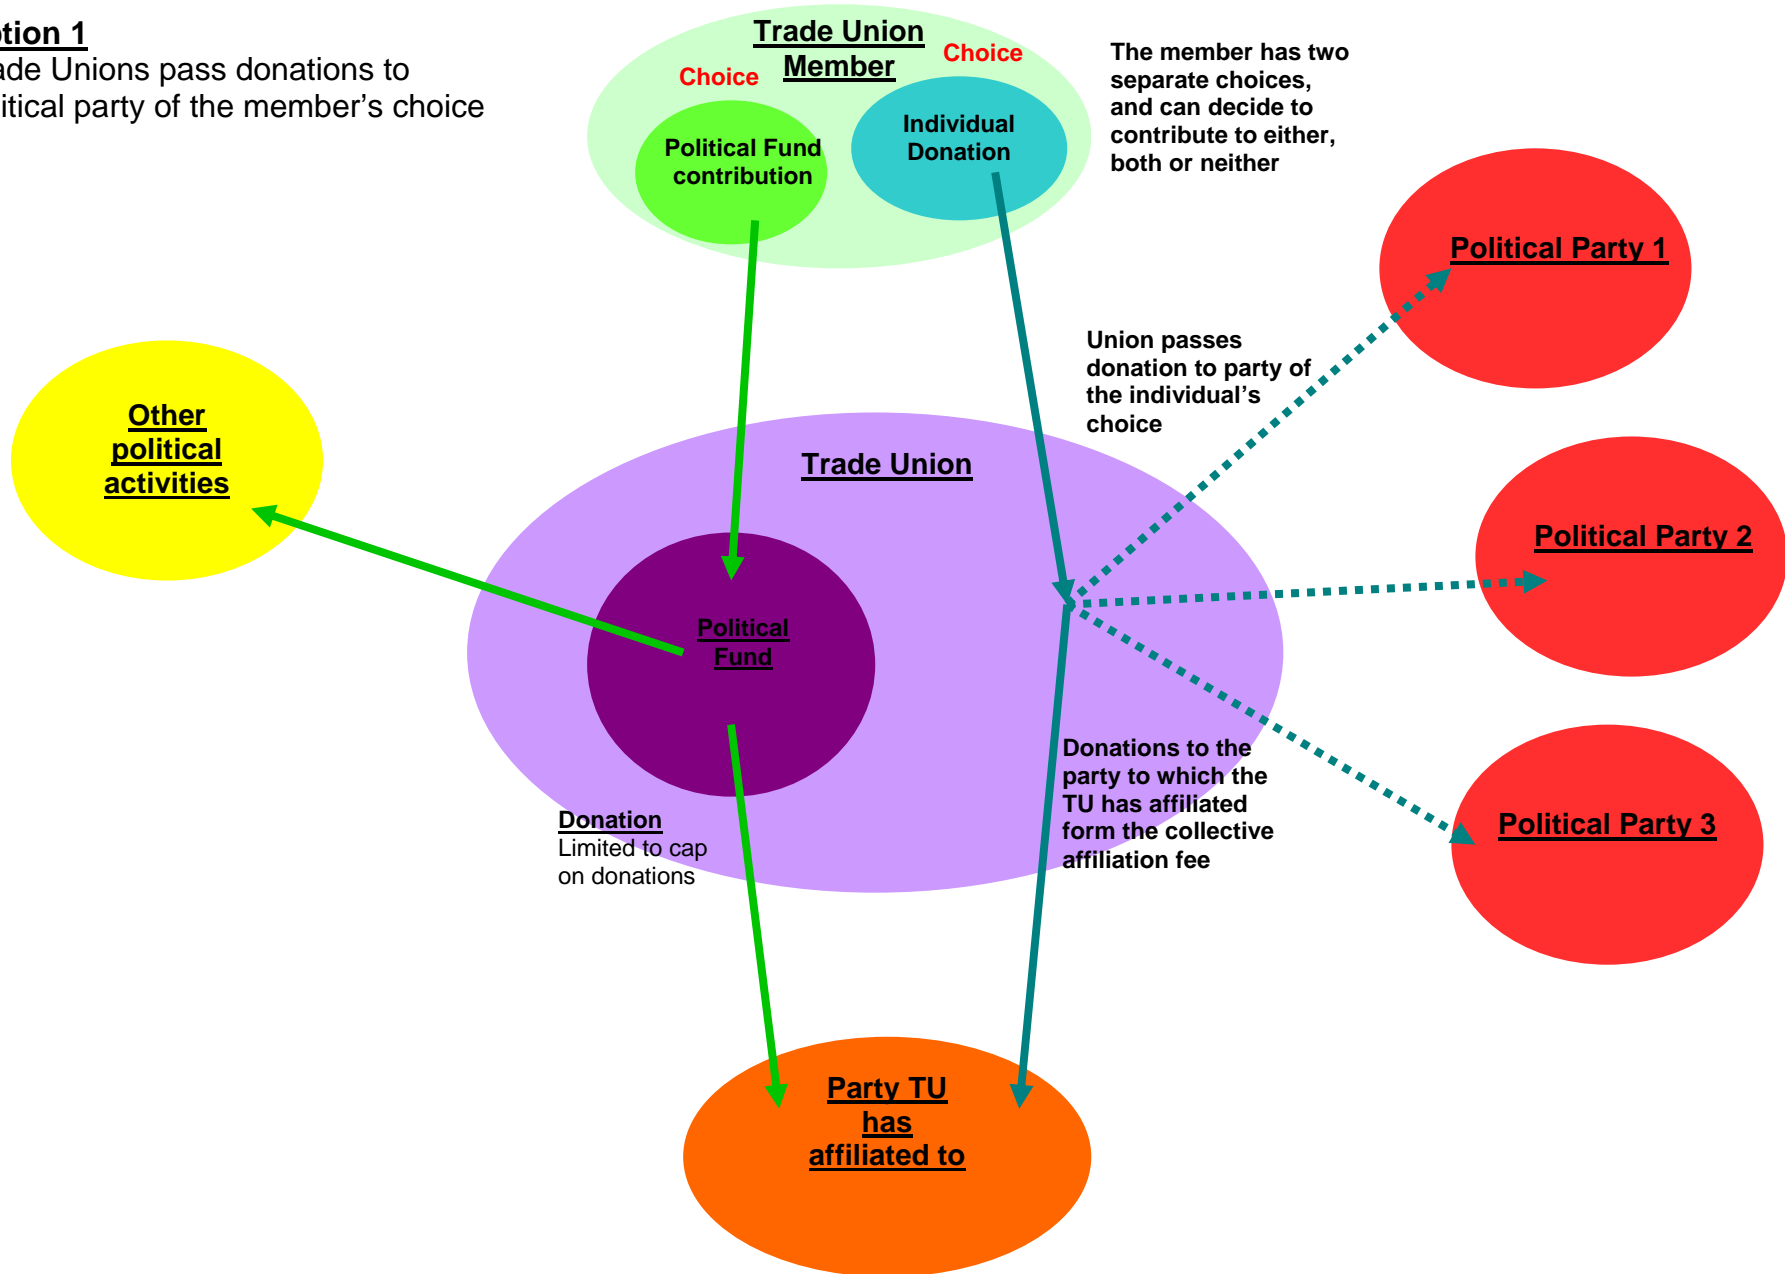 ption 1
ade Unions pass donations to
litical party of the member's choice
Trade Union
Member
Choice
Choice
Political Fund
contribution
Individual
Donation
The member has two
separate choices,
and can decide to
contribute to either,
both or neither
Political Party 1
Union passes
donation to party of
the individual's
choice
Other
political
activities
Trade Union
Political Party 2
Political
Fund
Donations to the
party to which the
TU has affiliated
form the collective
affiliation fee
Donation
Limited to cap
on donations
Political Party 3
Party TU
has
affiliated to